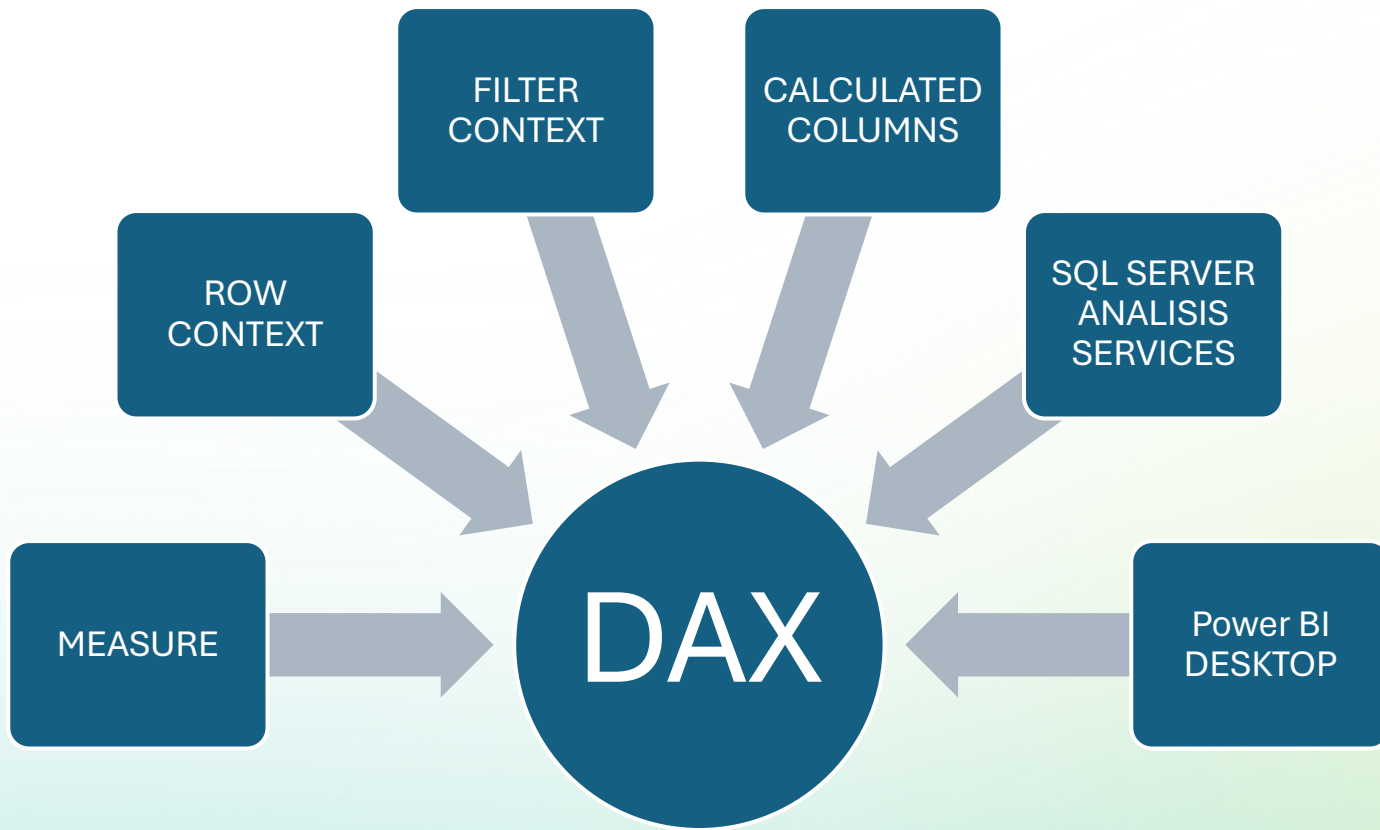 FILTER
CONTEXT
CALCULATED
COLUMNS
ROW
CONTEXT
SQL SERVER
ANALISIS
SERVICES
MEASURE
DAX
Power BI
DESKTOP